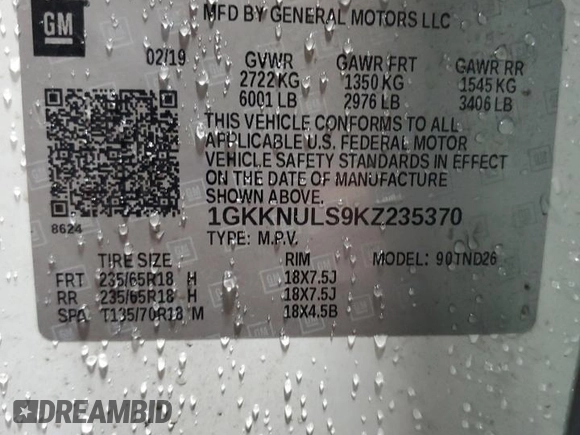 GM
MFD BY GENERAL MOTORS LLC
02/19 GVWR GAWR FRT GAWR RR
2722 KG 1350 KG 1545 KG
6001 LB 2976 LB 3406 LB
THIS VEHICLE CONFORMS TO ALL
APPLICABLE U.S. FEDERAL MOTOR
VEHICLE SAFETY STANDARDS IN EFFECT
ON THE DATE OF MANUFACTURE
SHOWN ABOVE.
8624 1GKKNULS9KZ235370
TYPE: M.P.V.
TIRE SIZE RIM MODEL: 90TND26
FRT 235/65R18 H 18X7.5J
RR 235/65R18 H 18X7.5J
SPA T135/70R18 M 18X4.5B
DREAMBID